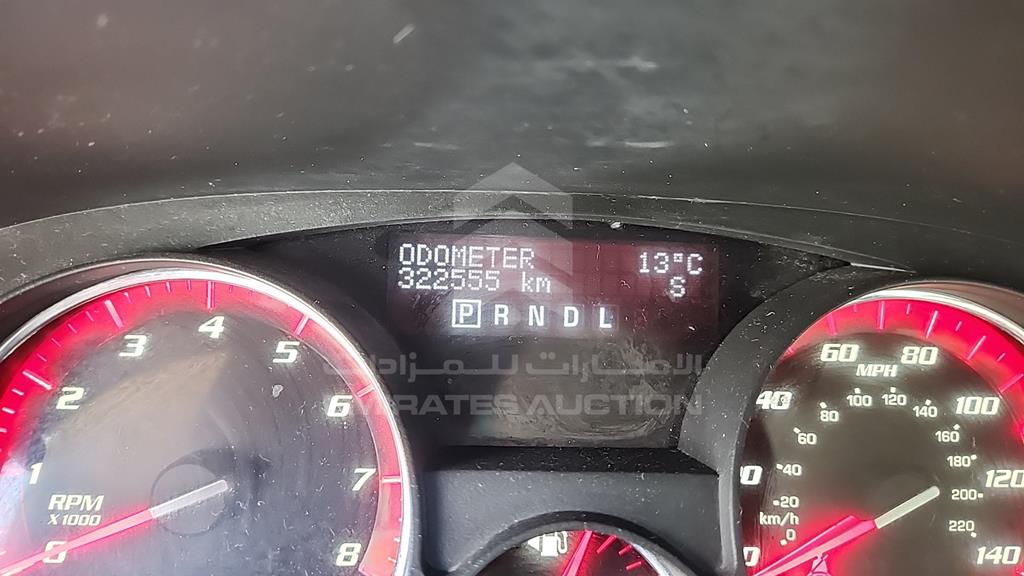 ODOMETER 13°C
322555 km S
P R N D L
الامارات للمزادات
EMIRATES AUCTION
0 1 2 3 4 5 6 7 8
RPM
X1000
40 60 80 100 120 140
MPH
0 20 40 60 80 100 120 140 160 180 200 220
km/h